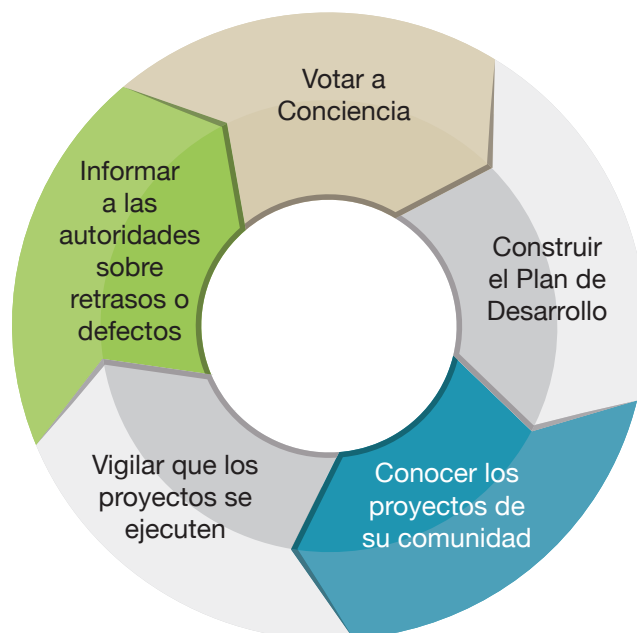 Votar a
Conciencia
Construir
el Plan de
Desarrollo
Conocer los
proyectos de
su comunidad
Vigilar que los
proyectos se
ejecuten
Informar
a las
autoridades
sobre
retrasos o
defectos